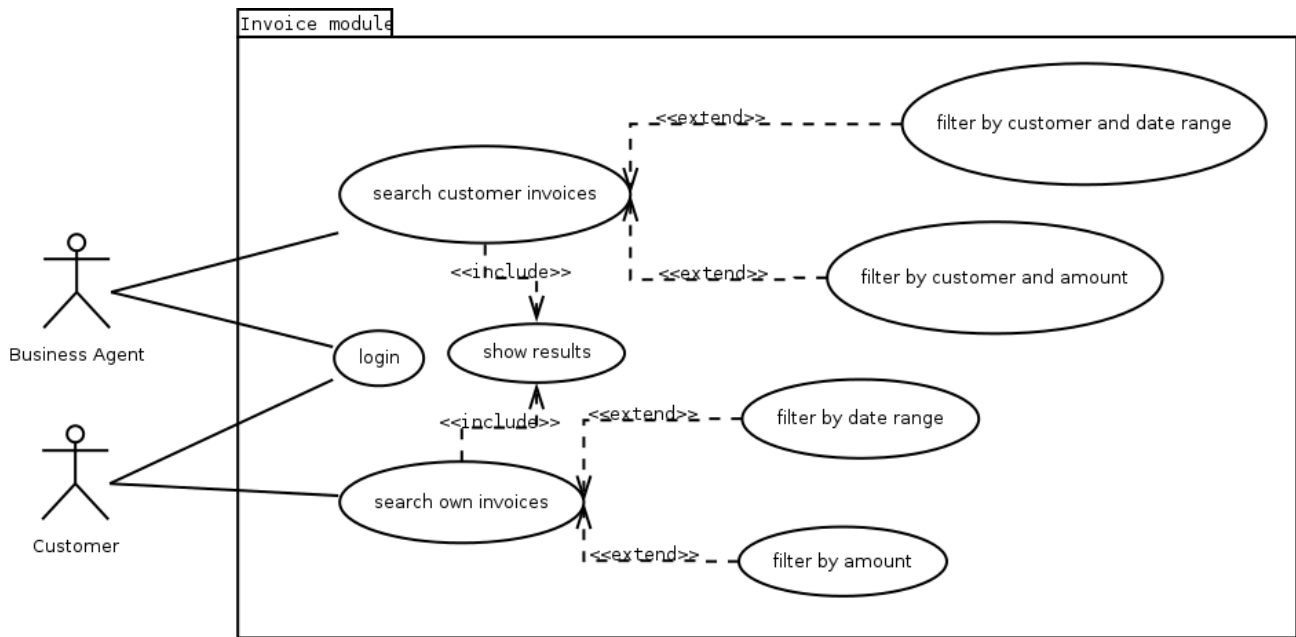 Invoice module
<<extend>>
filter by customer and date range
search customer invoices
<<include>>
<<extend>>
filter by customer and amount
Business Agent
login
show results
<<include>>
<<extend>>
filter by date range
search own invoices
Customer
<<extend>>
filter by amount